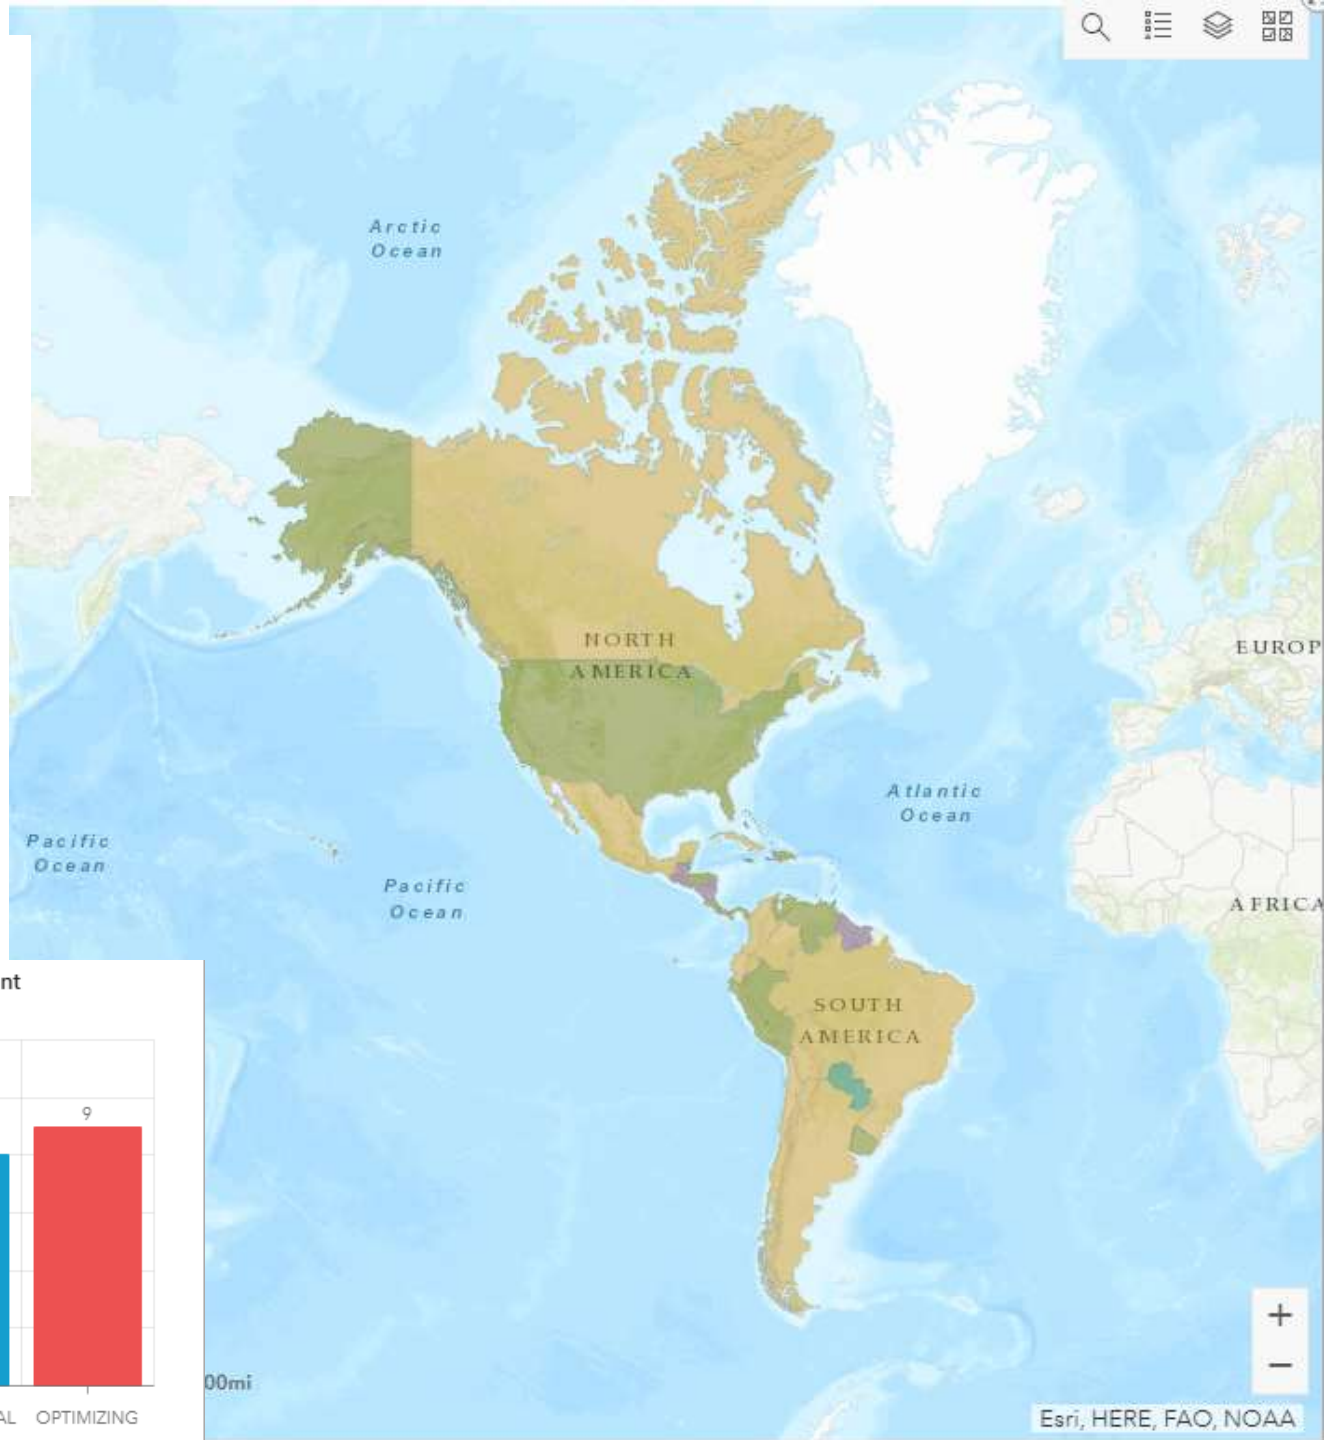 Arctic
Ocean
NORTH
AMERICA
EUROP
Atlantic
Ocean
Pacific
Ocean
Pacific
Ocean
AFRICA
SOUTH
AMERICA
nt
9
AL OPTIMIZING
00mi
+
−
Esri, HERE, FAO, NOAA